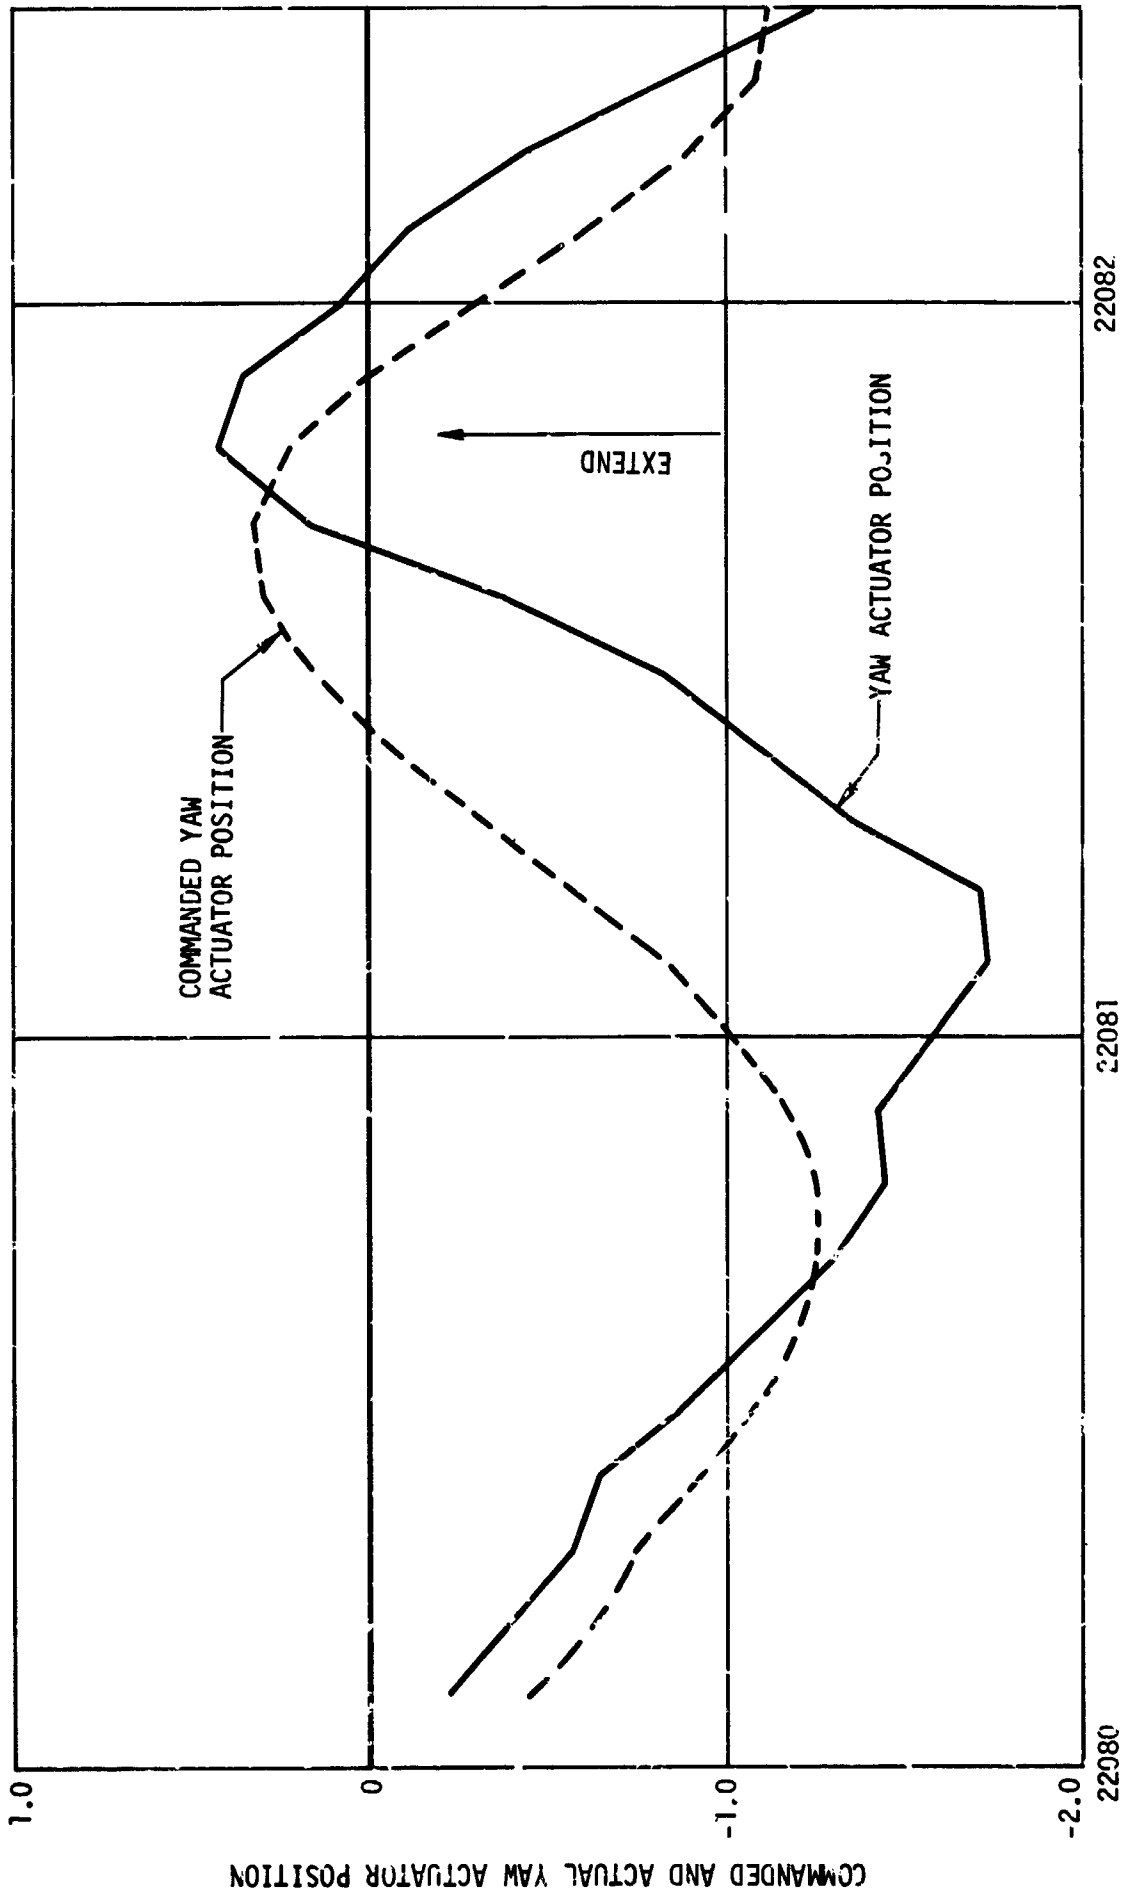 COMMANDED AND ACTUAL YAW ACTUATOR POSITION
1.0
0
-1.0
-2.0
COMMANDED YAW
ACTUATOR POSITION
EXTEND
YAW ACTUATOR POSITION
22080
22081
22082